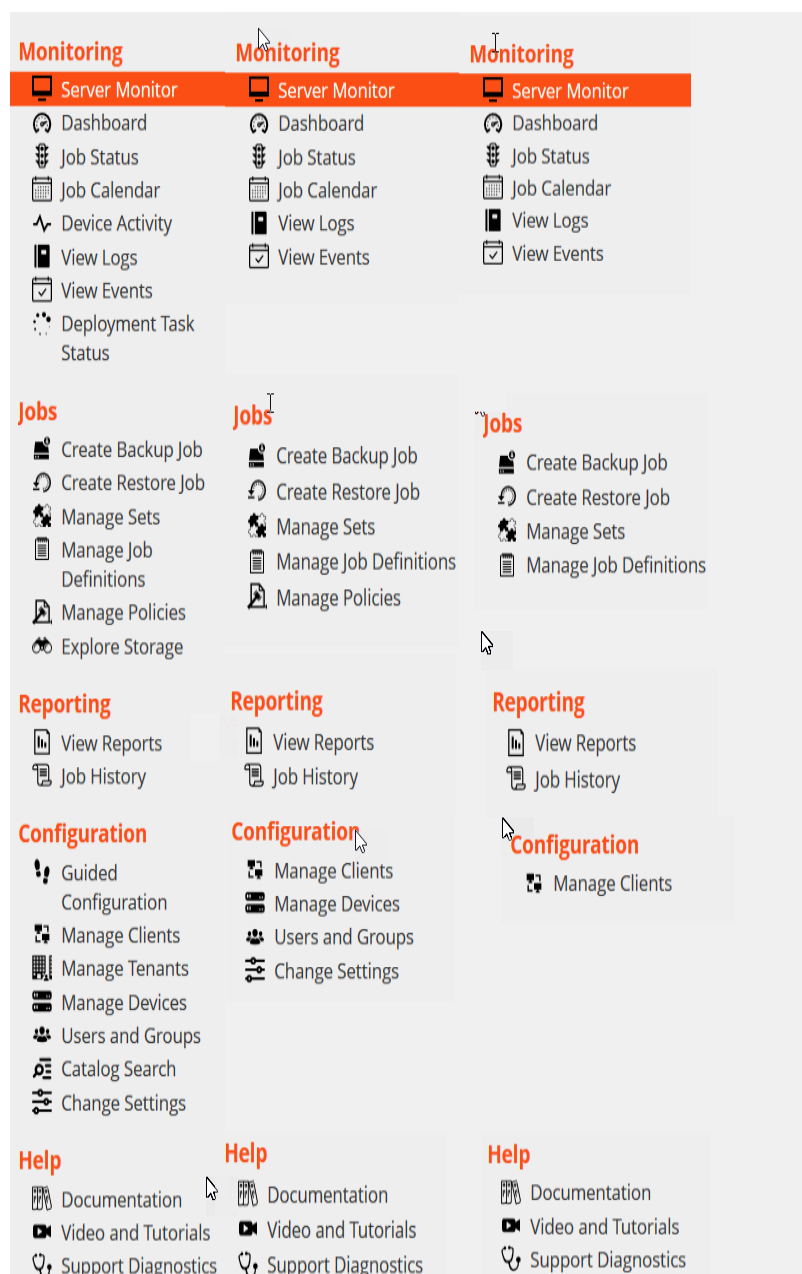 Monitoring
Server Monitor
Dashboard
Job Status
Job Calendar
Device Activity
View Logs
View Events
Deployment Task
Status
Jobs
Create Backup Job
Create Restore Job
Manage Sets
Manage Job
Definitions
Manage Policies
Explore Storage
Reporting
View Reports
Job History
Configuration
Guided
Configuration
Manage Clients
Manage Tenants
Manage Devices
Users and Groups
Catalog Search
Change Settings
Help
Documentation
Video and Tutorials
Support Diagnostics
Monitoring
Server Monitor
Dashboard
Job Status
Job Calendar
View Logs
View Events
Jobs
Create Backup Job
Create Restore Job
Manage Sets
Manage Job Definitions
Manage Policies
Reporting
View Reports
Job History
Configuration
Manage Clients
Manage Devices
Users and Groups
Change Settings
Help
Documentation
Video and Tutorials
Support Diagnostics
Monitoring
Server Monitor
Dashboard
Job Status
Job Calendar
View Logs
View Events
Jobs
Create Backup Job
Create Restore Job
Manage Sets
Manage Job Definitions
Reporting
View Reports
Job History
Configuration
Manage Clients
Help
Documentation
Video and Tutorials
Support Diagnostics